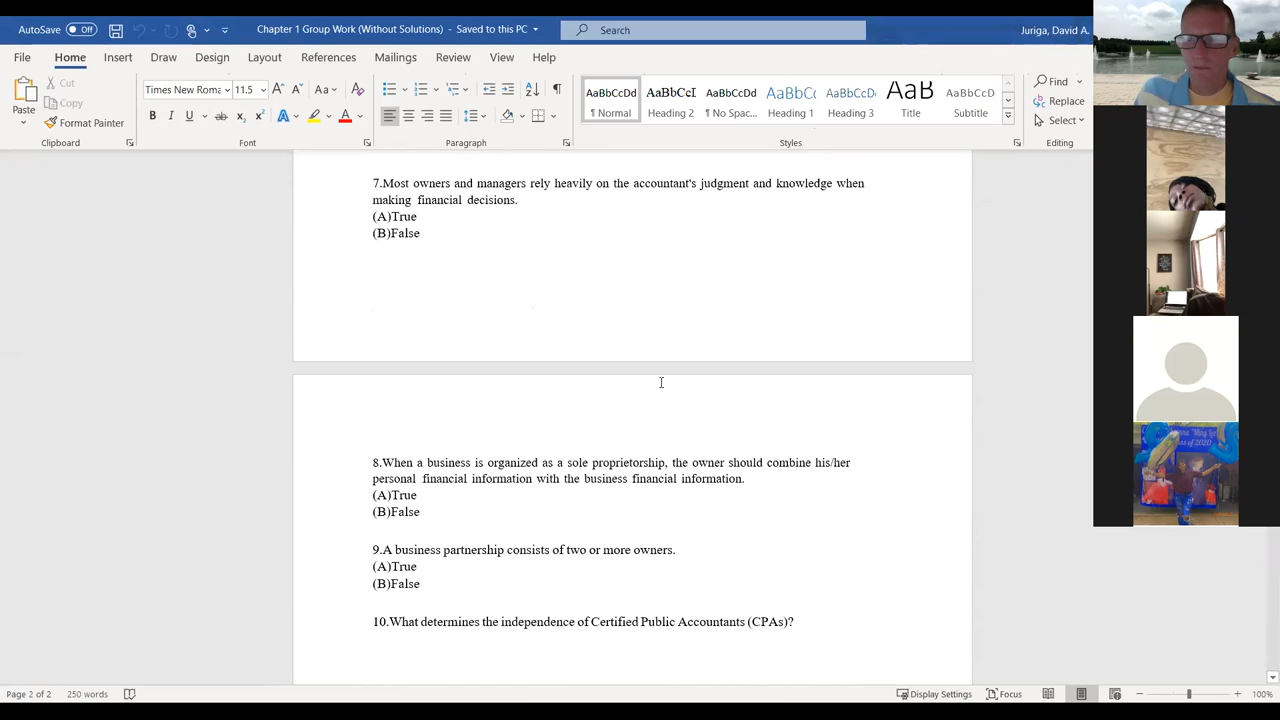 AutoSave Off Chapter 1 Group Work (Without Solutions) - Saved to this PC Search Juriga, David A.
File Home Insert Draw Design Layout References Mailings Review View Help
Paste
Cut
Copy
Format Painter
Clipboard
Times New Roma 11.5
Font
Paragraph
AaBbCcDd AaBbCcI AaBbCcDd AaBbC AaBbCcD AaB AaBbCcD
¶ Normal Heading 2 ¶ No Spac... Heading 1 Heading 3 Title Subtitle
Styles
Find
Replace
Select
Editing
7.Most owners and managers rely heavily on the accountant's judgment and knowledge when
making financial decisions.
(A)True
(B)False
8.When a business is organized as a sole proprietorship, the owner should combine his/her
personal financial information with the business financial information.
(A)True
(B)False
9.A business partnership consists of two or more owners.
(A)True
(B)False
10.What determines the independence of Certified Public Accountants (CPAs)?
Page 2 of 2 250 words Display Settings Focus 100%
of 2020